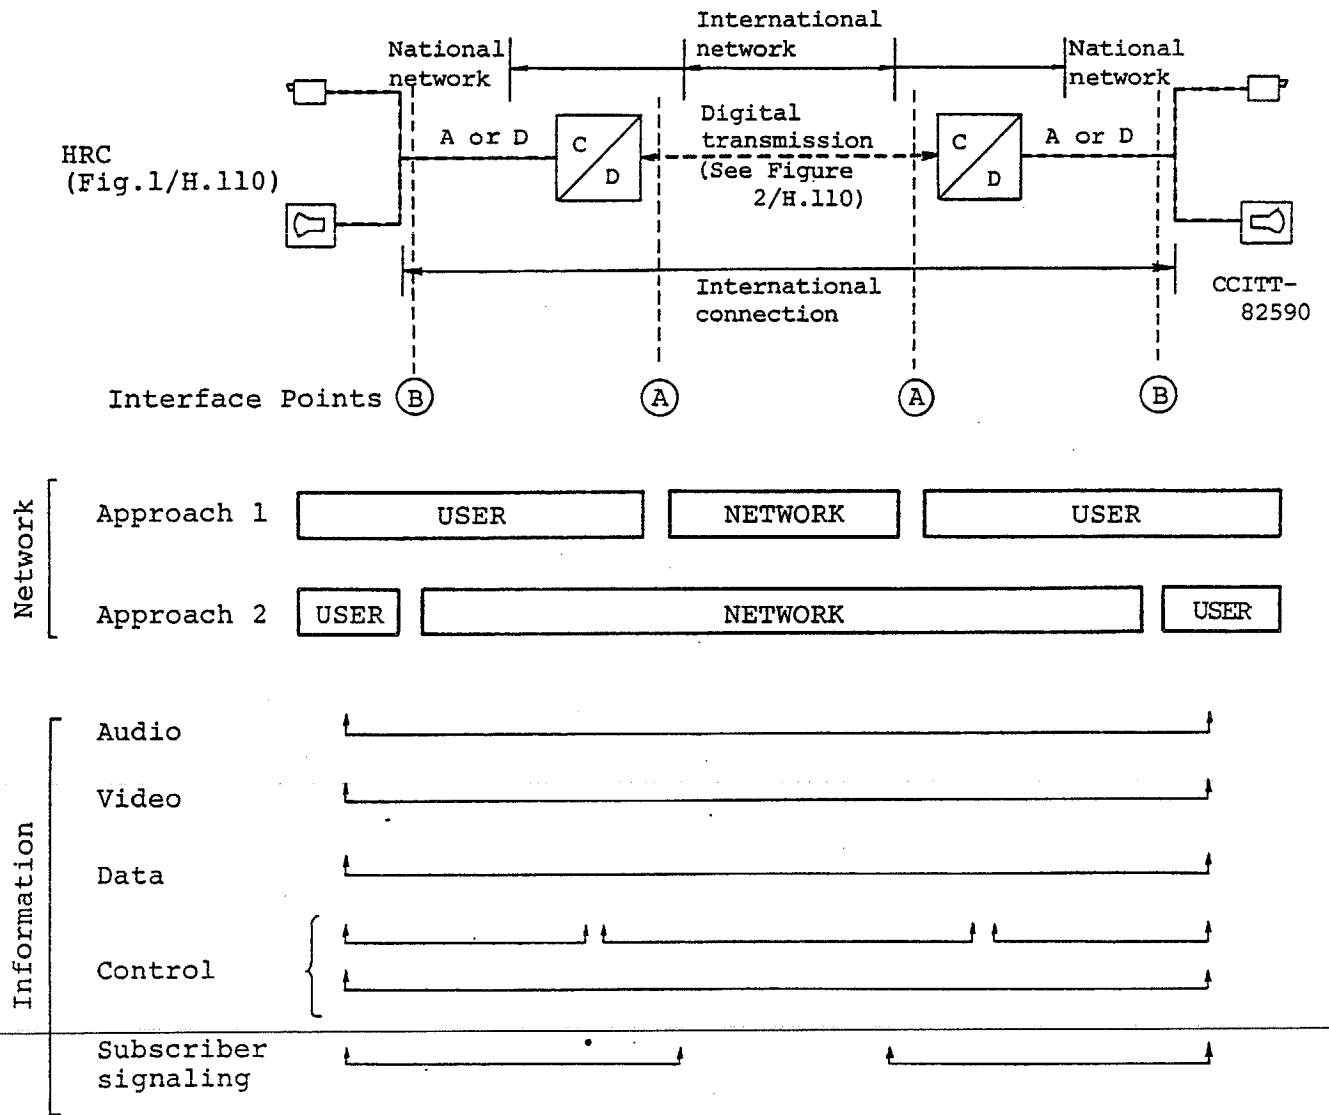 International
network
National
network
National
network
HRC
(Fig.1/H.110)
A or D
C
D
Digital
transmission
(See Figure
2/H.110)
C
D
A or D
International
connection
CCITT-
82590
Interface Points B A A B
Network
Approach 1 USER NETWORK USER
Approach 2 USER NETWORK USER
Information
Audio
Video
Data
Control
Subscriber
signaling